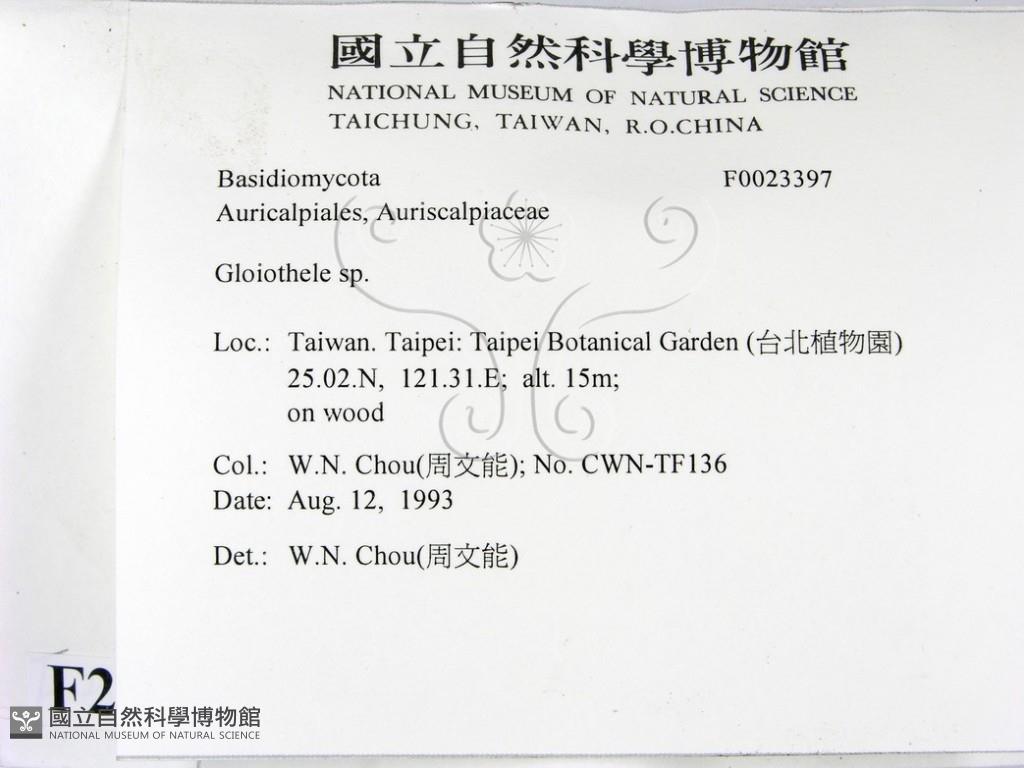 國立自然科學博物館
NATIONAL MUSEUM OF NATURAL SCIENCE
TAICHUNG, TAIWAN, R.O.CHINA
Basidiomycota F0023397
Auricalpiales, Auriscalpiaceae
Gloiothele sp.
Loc.: Taiwan. Taipei: Taipei Botanical Garden (台北植物園)
25.02.N, 121.31.E; alt. 15m;
on wood
Col.: W.N. Chou(周文能); No. CWN-TF136
Date: Aug. 12, 1993
Det.: W.N. Chou(周文能)
F2
國立自然科學博物館
NATIONAL MUSEUM OF NATURAL SCIENCE